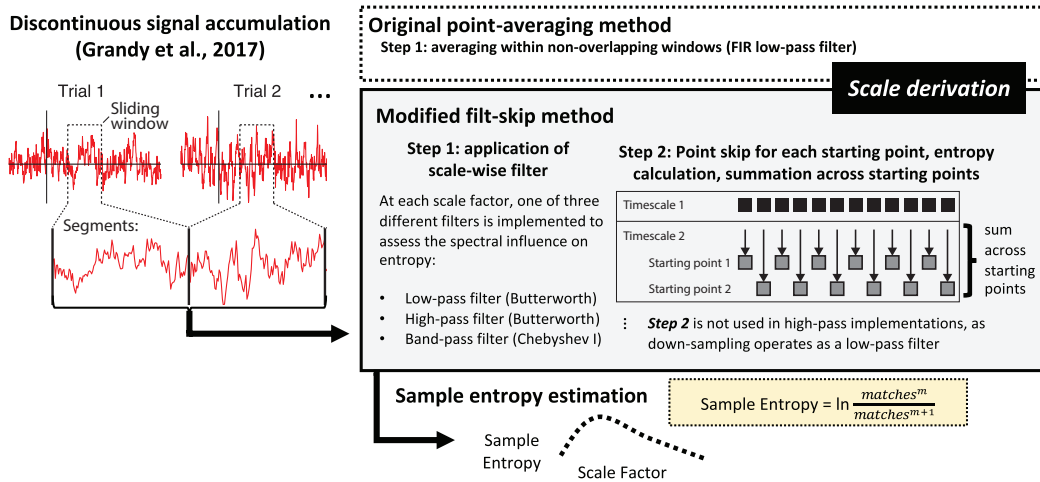 Discontinuous signal accumulation
(Grandy et al., 2017)
Trial 1
Trial 2
...
Sliding
window
Segments:
Original point-averaging method
Step 1: averaging within non-overlapping windows (FIR low-pass filter)
Scale derivation
Modified filt-skip method
Step 1: application of
scale-wise filter
At each scale factor, one of three
different filters is implemented to
assess the spectral influence on
entropy:
• Low-pass filter (Butterworth)
• High-pass filter (Butterworth)
• Band-pass filter (Chebyshev I)
Step 2: Point skip for each starting point, entropy
calculation, summation across starting points
Timescale 1
Timescale 2
Starting point 1
Starting point 2
sum
across
starting
points
⋮ Step 2 is not used in high-pass implementations, as
down-sampling operates as a low-pass filter
Sample entropy estimation
Sample Entropy = ln matches^m / matches^{m+1}
Sample
Entropy
Scale Factor